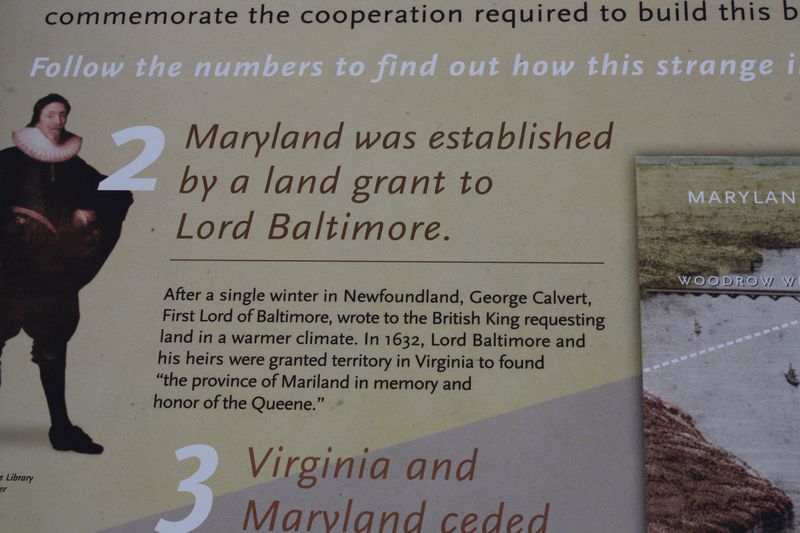 commemorate the cooperation required to build this b
Follow the numbers to find out how this strange i
2
Maryland was established
by a land grant to
Lord Baltimore.
After a single winter in Newfoundland, George Calvert,
First Lord of Baltimore, wrote to the British King requesting
land in a warmer climate. In 1632, Lord Baltimore and
his heirs were granted territory in Virginia to found
“the province of Mariland in memory and
honor of the Queene.”
3
Virginia and
Maryland ceded
MARYLAN
WOODROW W
e Library
er